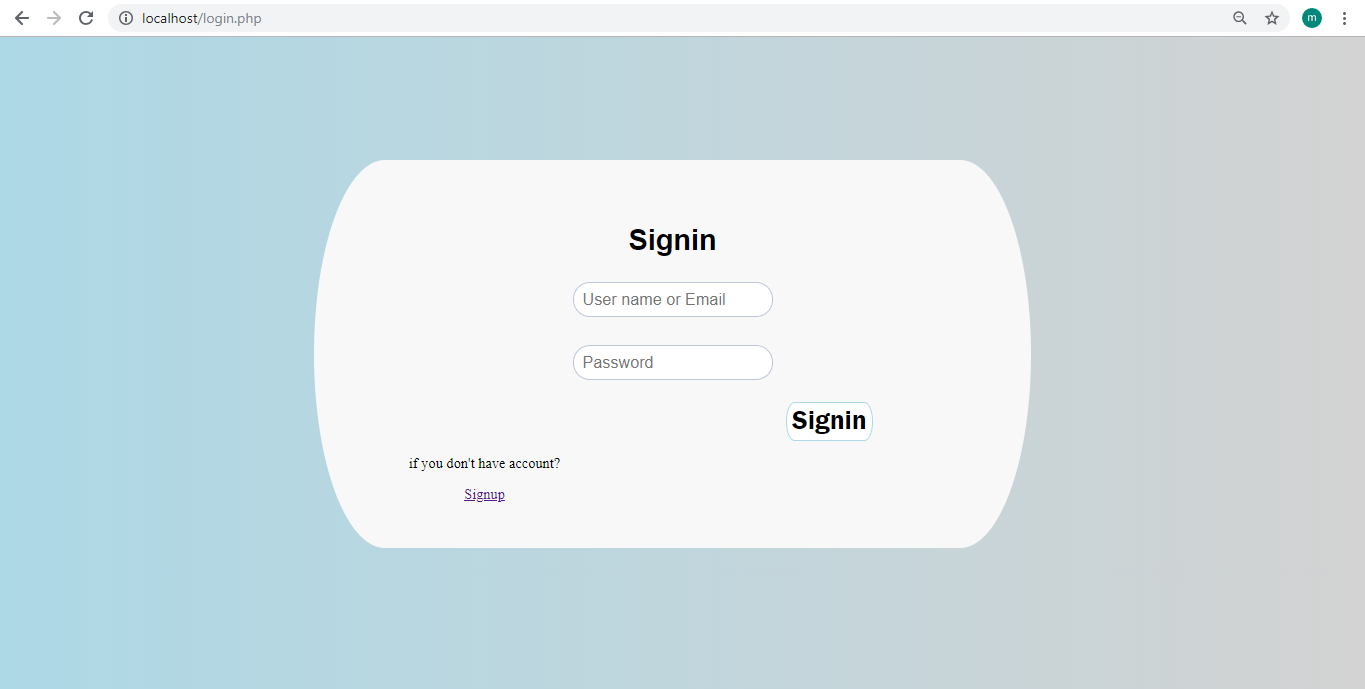 localhost/login.php
m
Signin
User name or Email
Password
Signin
if you don't have account?
Signup